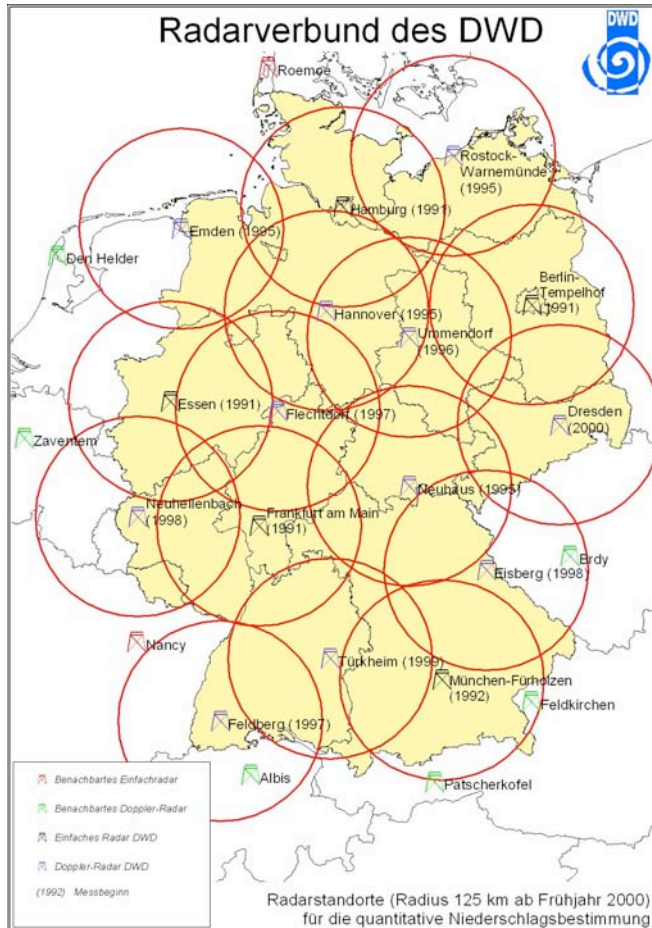 Radarverbund des DWD
DWD
Roemoe
Rostock-
Warnemünde
(1995)
Hamburg (1991)
Emden (1995)
Den Helder
Berlin-
Tempelhof
(1991)
Hannover (1995)
Ummendorf
(1996)
Essen (1991)
Flechtdorf (1997)
Dresden
(2000)
Zaventem
Neuhaus (1995)
Neuhellenbach
(1998)
Frankfurt am Main
(1991)
Brdy
Eisberg (1998)
Nancy
Türkheim (1999)
München-Fürholzen
(1992)
Feldkirchen
Feldberg (1997)
Albis
Patscherkofel
Benachbartes Einfachradar
Benachbartes Doppler-Radar
Einfaches Radar DWD
Doppler-Radar DWD
(1992) Messbeginn
Radarstandorte (Radius 125 km ab Frühjahr 2000)
für die quantitative Niederschlagsbestimmung